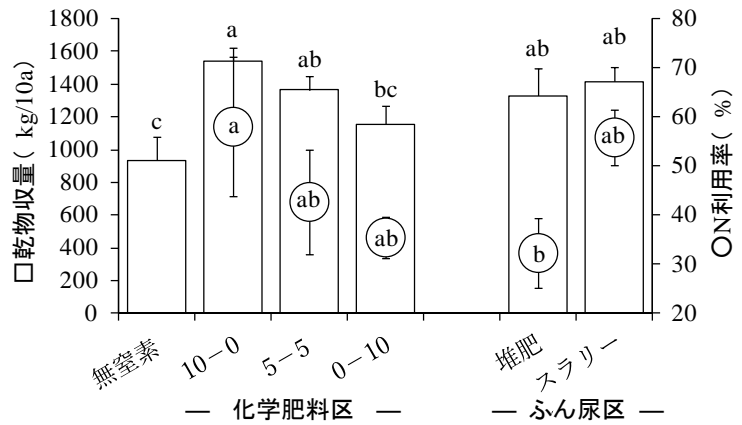 □乾物収量( kg/10a)
1800
1600
1400
1200
1000
800
600
400
200
0
c
a
a
ab
ab
bc
ab
ab
b
ab
ab
80
70
60
50
40
30
20
○N利用率( %)
無窒素
10－0
5－5
0－10
堆肥
スラリー
— 化学肥料区 —
— ふん尿区 —